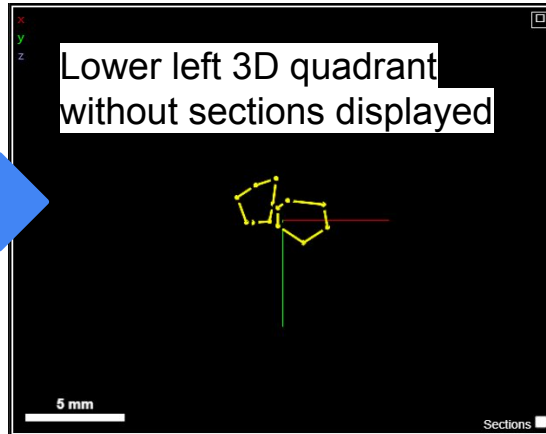 x
y
z
Lower left 3D quadrant
without sections displayed
5 mm
Sections